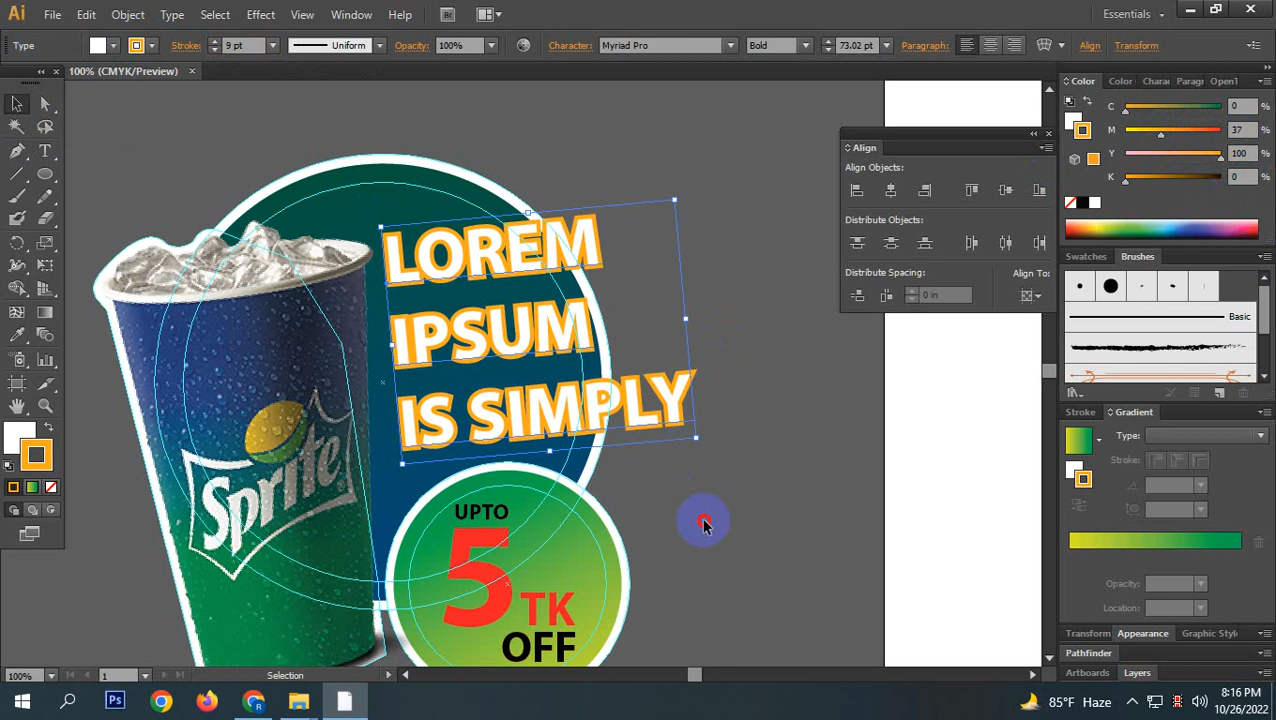 Ai File Edit Object Type Select Effect View Window Help Br Essentials
Type Stroke: 9 pt Uniform Opacity: 100% Character: Myriad Pro Bold 73.02 pt Paragraph: Align Transform
100% (CMYK/Preview)
Color Color Charac Paragr OpenT
C 0 %
M 37 %
Y 100 %
K 0 %
Align
Align Objects:
Distribute Objects:
Distribute Spacing: Align To:
0 in
Swatches Brushes
Basic
Stroke Gradient
Type:
Stroke:
Opacity:
Location:
Transform Appearance Graphic Style
Pathfinder
Artboards Layers
LOREM
IPSUM
IS SIMPLY
Sprite
UPTO
5 TK
OFF
100% 1 Selection
Ps 85°F Haze 8:16 PM
10/26/2022